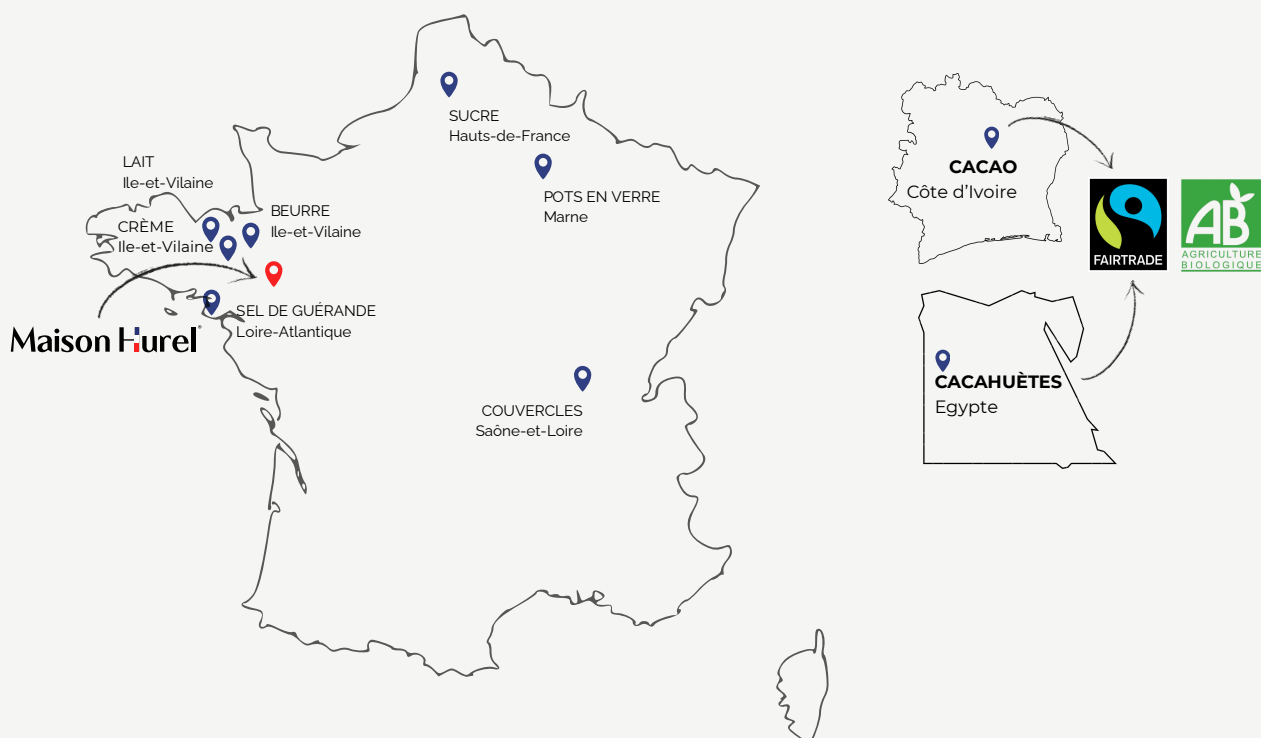 SUCRE
Hauts-de-France
LAIT
Ile-et-Vilaine
POTS EN VERRE
Marne
CRÈME
Ile-et-Vilaine
BEURRE
Ile-et-Vilaine
SEL DE GUÉRANDE
Loire-Atlantique
Maison Hurel®
COUVERCLES
Saône-et-Loire
CACAO
Côte d'Ivoire
FAIRTRADE
AB
AGRICULTURE
BIOLOGIQUE
CACAHUÈTES
Egypte